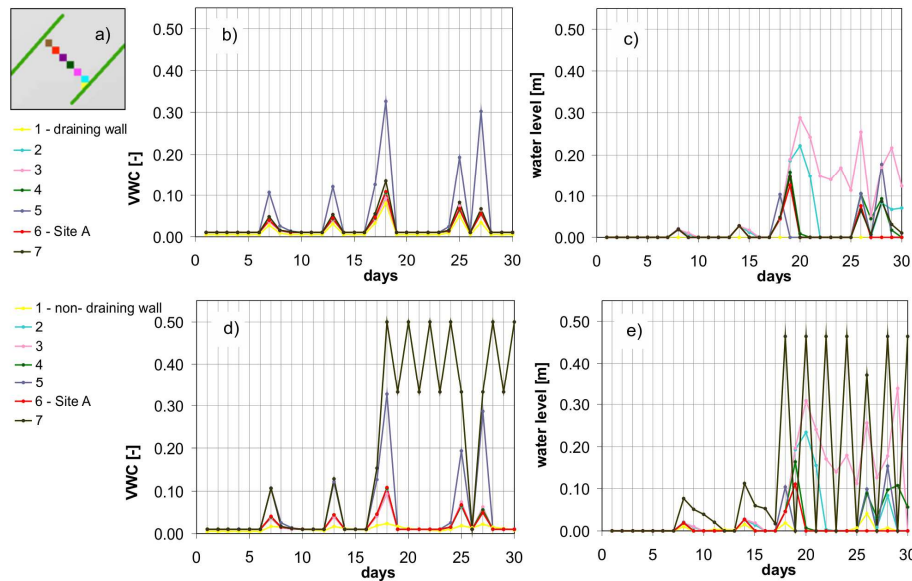 a)
1 - draining wall
2
3
4
5
6 - Site A
7
b)
VWC [-]
0.50
0.40
0.30
0.20
0.10
0.00
0 5 10 15 20 25 30
days
c)
water level [m]
0.50
0.40
0.30
0.20
0.10
0.00
0 5 10 15 20 25 30
days
1 - non- draining wall
2
3
4
5
6 - Site A
7
d)
VWC [-]
0.50
0.40
0.30
0.20
0.10
0.00
0 5 10 15 20 25 30
days
e)
water level [m]
0.50
0.40
0.30
0.20
0.10
0.00
0 5 10 15 20 25 30
days